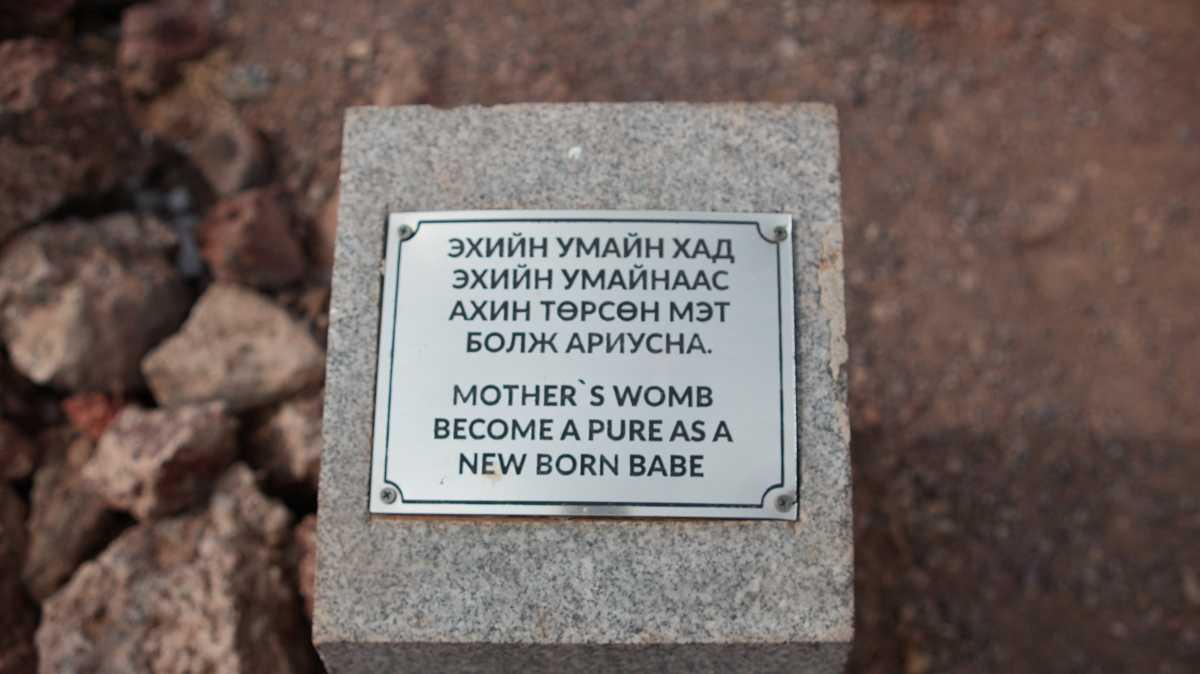 ЭХИЙН УМАЙН ХАД
ЭХИЙН УМАЙНААС
АХИН ТӨРСӨН МЭТ
БОЛЖ АРИУСНА.
MOTHER`S WOMB
BECOME A PURE AS A
NEW BORN BABE